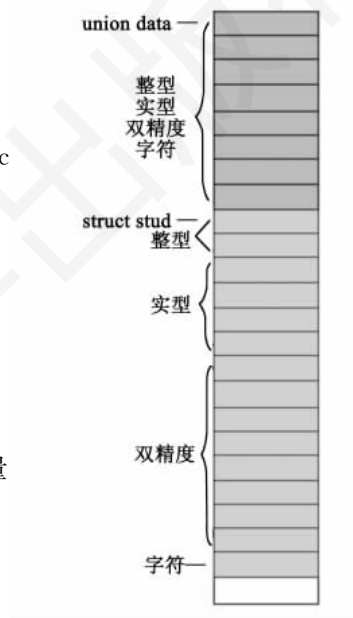 union data
整型
实型
双精度
字符
c
struct stud
整型
实型
双精度
量
字符